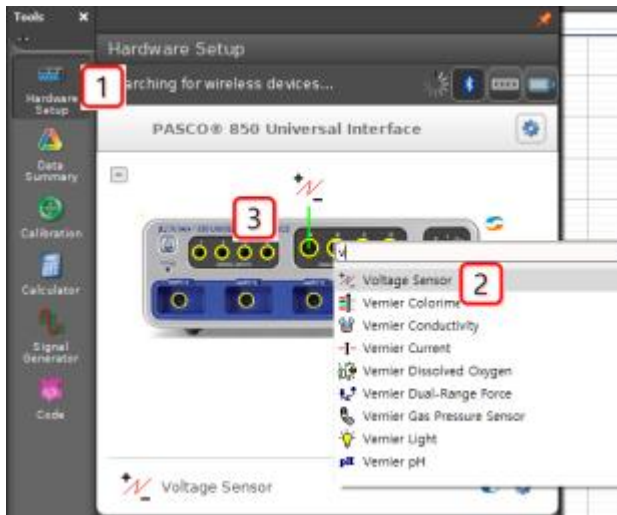 Tools ×
Hardware Setup
1
arching for wireless devices...
Hardware
Setup
PASCO® 850 Universal Interface
Data
Summary
3
Calibration
v
Voltage Sensor
2
Vernier Colorime
Calculator
Vernier Conductivity
Vernier Current
Signal
Generator
Vernier Dissolved Oxygen
Vernier Dual-Range Force
Code
Vernier Gas Pressure Sensor
Vernier Light
pH Vernier pH
Voltage Sensor